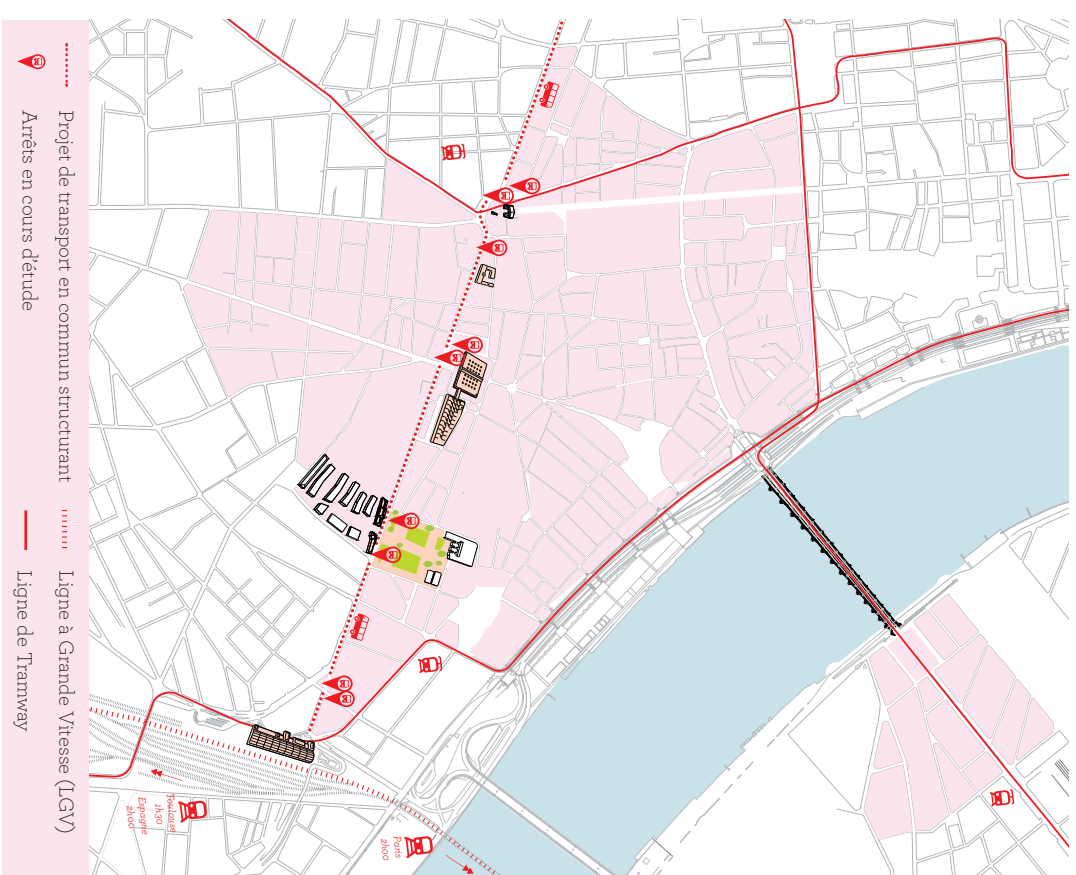 Projet de transport en commun structurant
Arrêts en cours d'étude
Ligne à Grande Vitesse (LGV)
Ligne de Tramway
Toulouse
1h30
Espagne
2h00
Paris
2h00